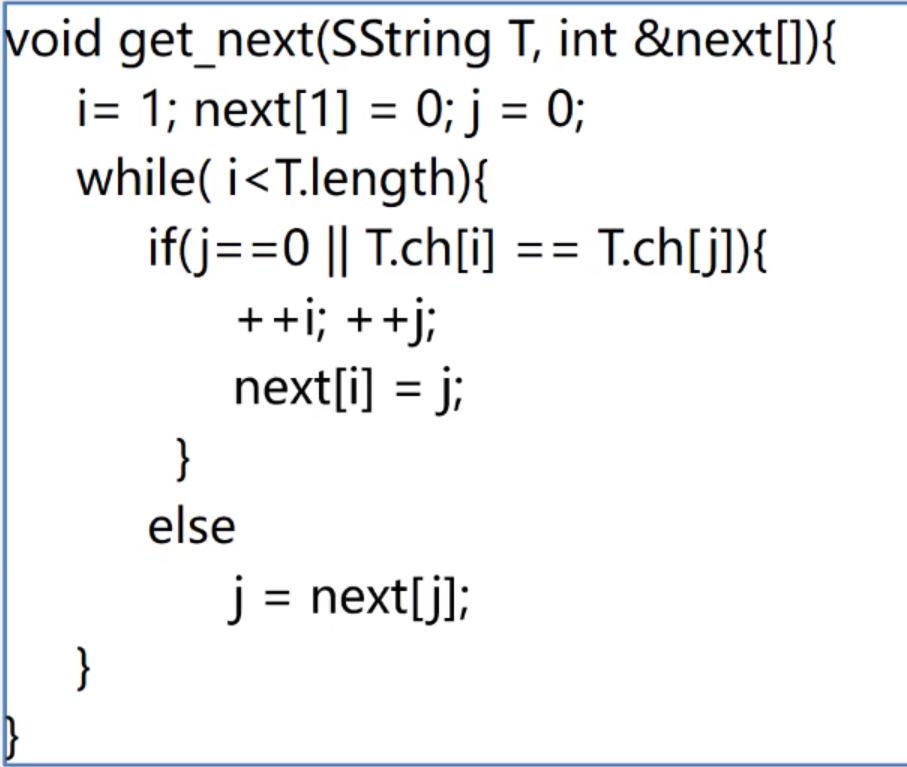 void get_next(SString T, int &next[]){
i= 1; next[1] = 0; j = 0;
while( i<T.length){
if(j==0 || T.ch[i] == T.ch[j]){
++i; ++j;
next[i] = j;
}
else
j = next[j];
}
}